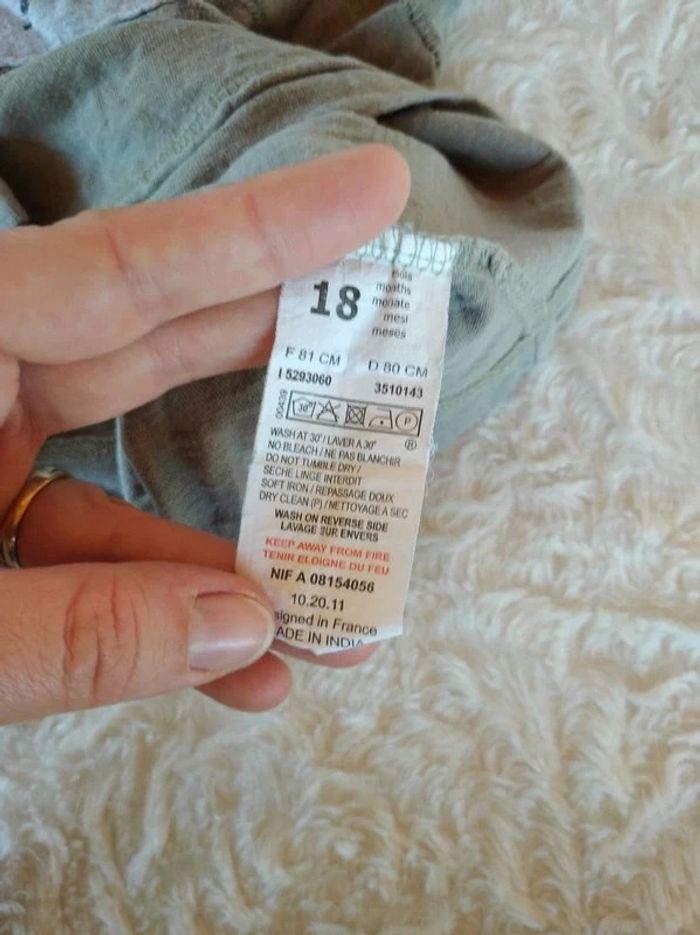 18
mois
months
monate
mesi
meses
F 81 CM D 80 CM
I 5293060 3510143
00439
30° P
WASH AT 30°/ LAVER A 30° ®
NO BLEACH / NE PAS BLANCHIR
DO NOT TUMBLE DRY /
SECHE LINGE INTERDIT
SOFT IRON / REPASSAGE DOUX
DRY CLEAN (P) / NETTOYAGE A SEC
WASH ON REVERSE SIDE
LAVAGE SUR ENVERS
KEEP AWAY FROM FIRE
TENIR ELOIGNE DU FEU
NIF A 08154056
10.20.11
signed in France
ADE IN INDIA